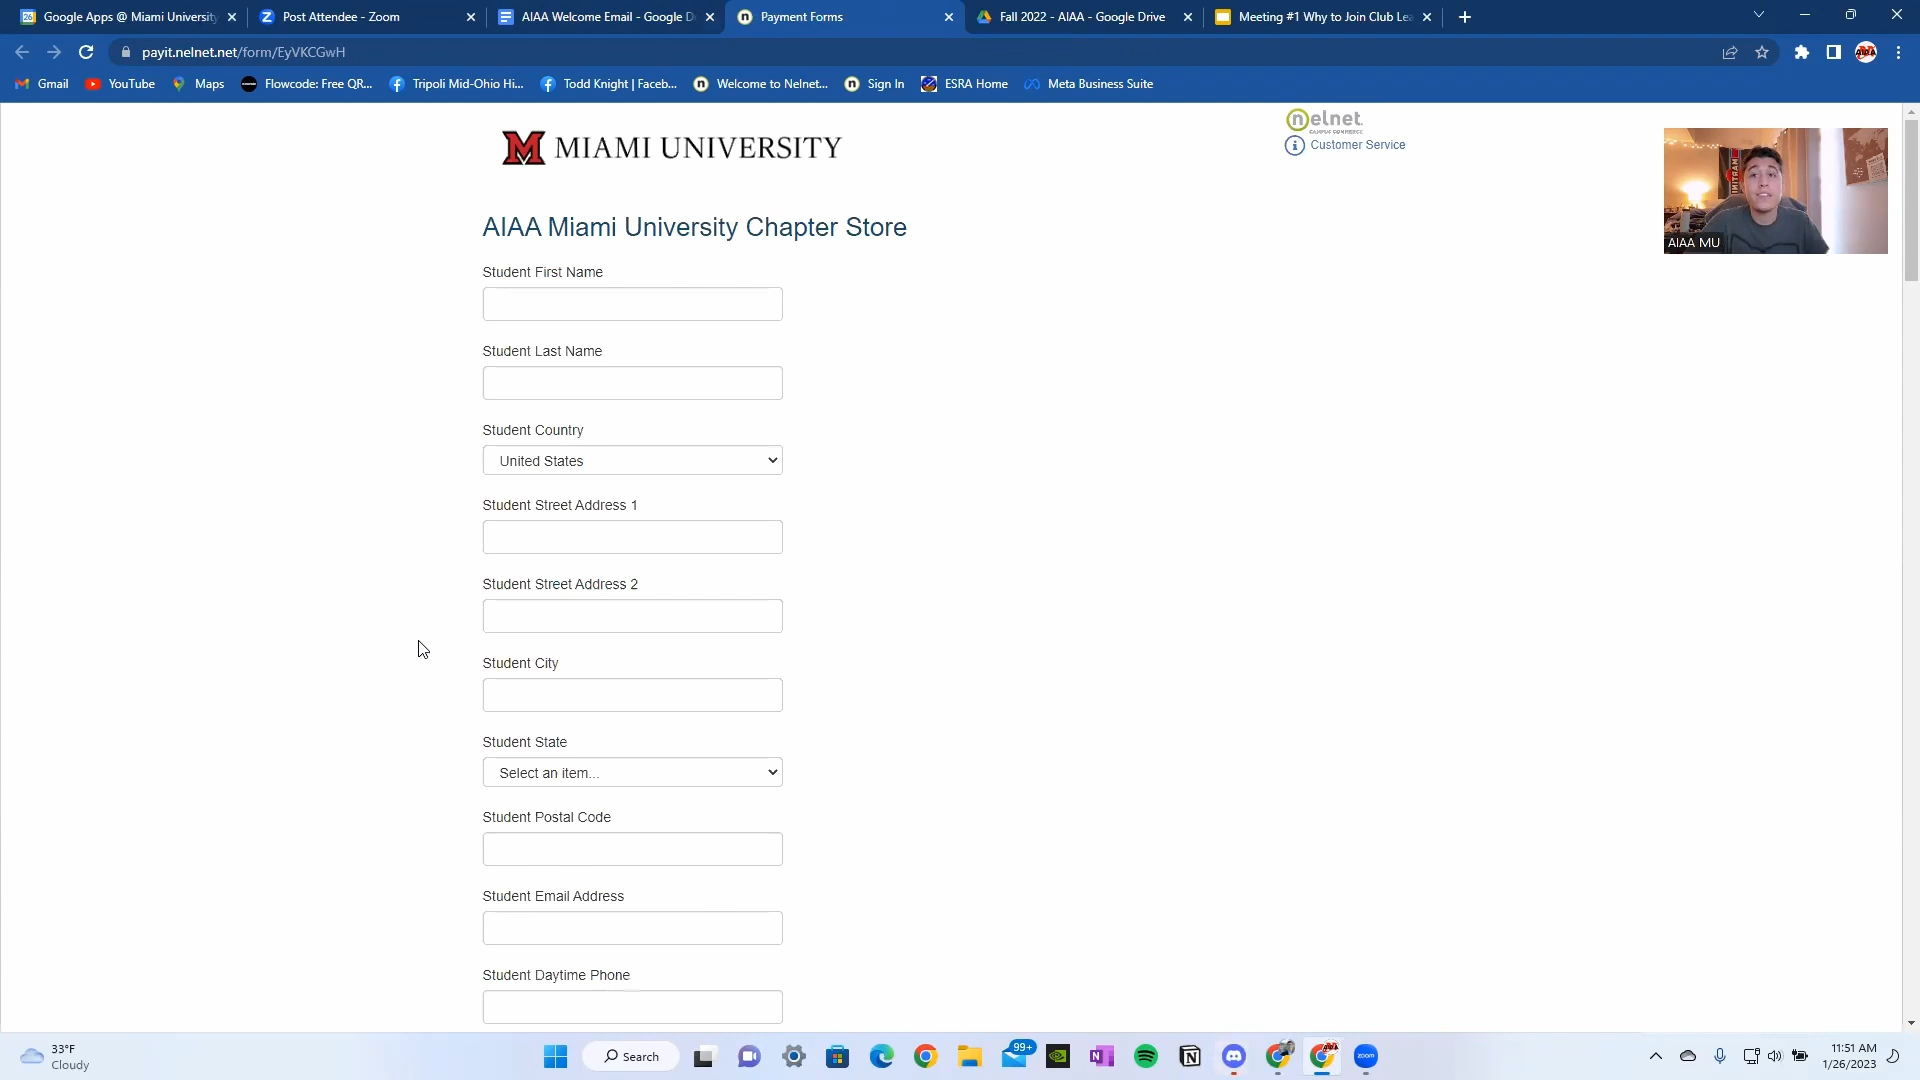 Google Apps @ Miami University
Post Attendee - Zoom
AIAA Welcome Email - Google D
Payment Forms
Fall 2022 - AIAA - Google Drive
Meeting #1 Why to Join Club Lea
payit.nelnet.net/form/EyVKCGwH
Gmail
YouTube
Maps
Flowcode: Free QR...
Tripoli Mid-Ohio Hi...
Todd Knight | Faceb...
Welcome to Nelnet...
Sign In
ESRA Home
Meta Business Suite
MIAMI UNIVERSITY
nelnet
CAMPUS COMMERCE
Customer Service
AIAA MU
AIAA Miami University Chapter Store
Student First Name
Student Last Name
Student Country
United States
Student Street Address 1
Student Street Address 2
Student City
Student State
Select an item...
Student Postal Code
Student Email Address
Student Daytime Phone
33°F
Cloudy
Search
99+
zoom
11:51 AM
1/26/2023